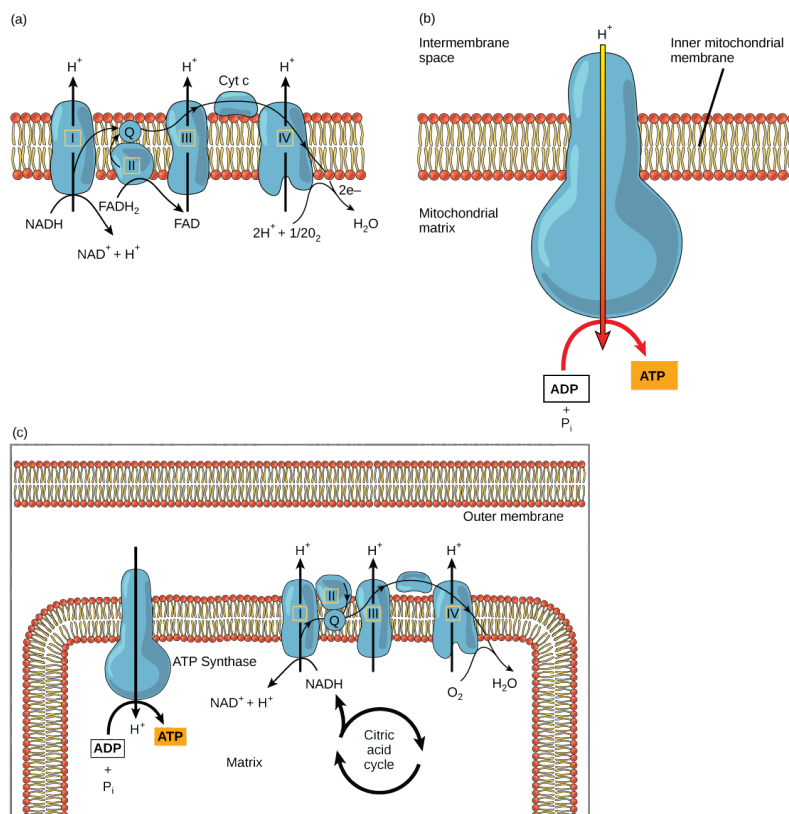 (a)
H⁺
H⁺
Cyt c
H⁺
I
Q
II
III
IV
NADH
FADH₂
FAD
NAD⁺ + H⁺
2e–
2H⁺ + 1/20₂
H₂O
(b)
H⁺
Intermembrane
space
Inner mitochondrial
membrane
Mitochondrial
matrix
ADP
+
Pᵢ
ATP
(c)
Outer membrane
H⁺
H⁺
H⁺
I
III
Q
III
IV
ATP Synthase
NADH
NAD⁺ + H⁺
O₂
H₂O
H⁺
ADP
+
Pᵢ
ATP
Matrix
Citric
acid
cycle